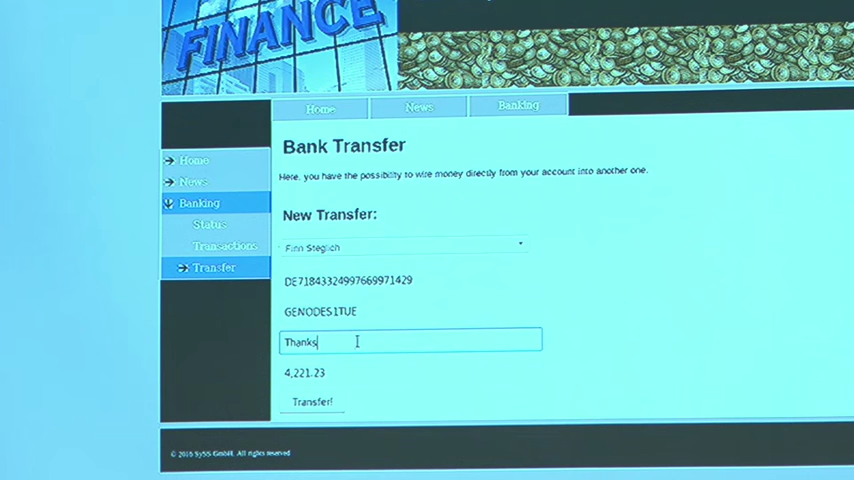 FINANCE
Home
News
Banking
Bank Transfer
Here, you have the possibility to wire money directly from your account into another one.
Home
News
Banking
Status
Transactions
Transfer
New Transfer:
Finn Steglich
DE71843324997669971429
GENODES1TUE
Thanks
4,221.23
Transfer!
© 2016 SySS GmbH. All rights reserved